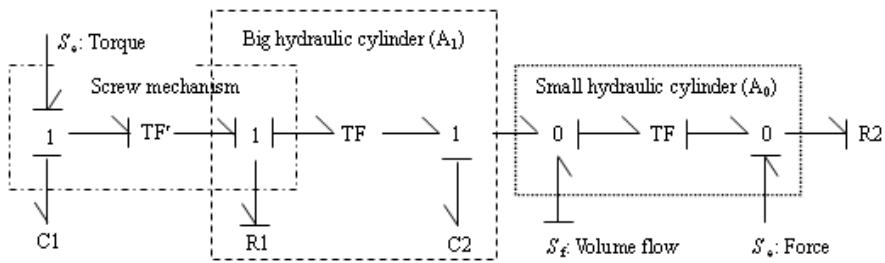 Sₑ: Torque
Big hydraulic cylinder (A₁)
Screw mechanism
Small hydraulic cylinder (A₀)
1 TF' 1 TF 1 0 TF 0 R2
C1 R1 C2 S_f: Volume flow Sₑ: Force